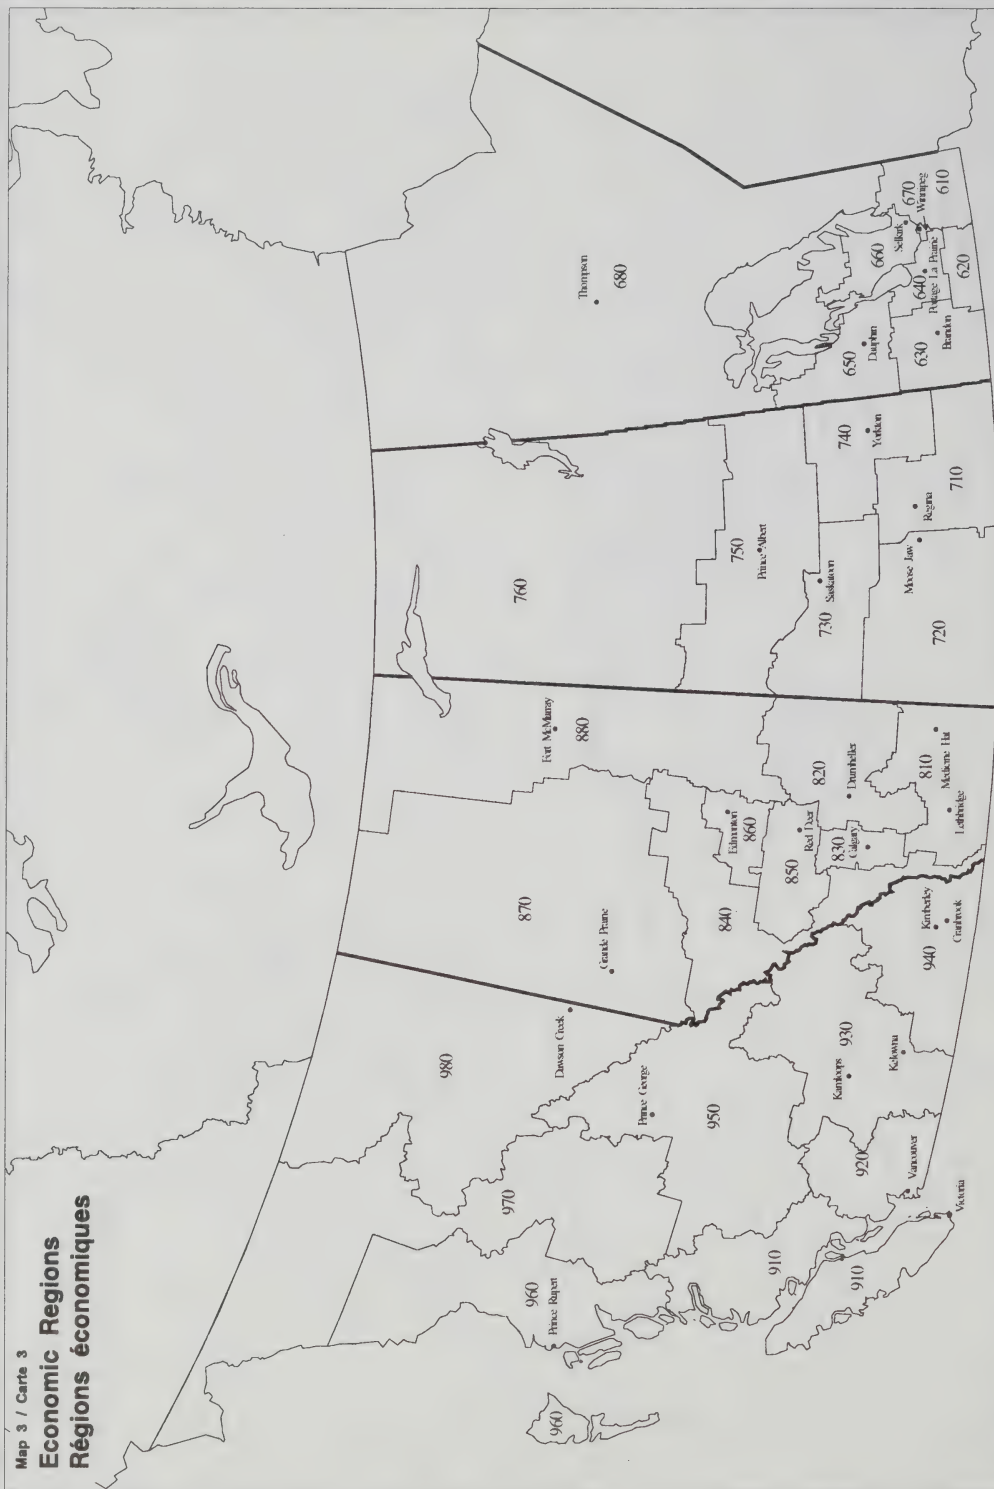 Map 3 / Carte 3
Economic Regions
Régions économiques
980
970
960
Prince Rupert
960
Dawson Creek
Prince George
950
910
910
920
Vancouver
Victoria
930
Kamloops
Kelowna
940
Kimberley
Cranbrook
870
Grande Prairie
880
Fort McMurray
840
Edmonton
860
850
Red Deer
830
Calgary
820
Drumheller
810
Medicine Hat
Lethbridge
760
750
Prince Albert
730
Saskatoon
740
Yorkton
720
Moose Jaw
Regina
710
Thompson
680
650
Dauphin
660
Selkirk
670
Winnipeg
640
Portage La Prairie
630
Brandon
620
610